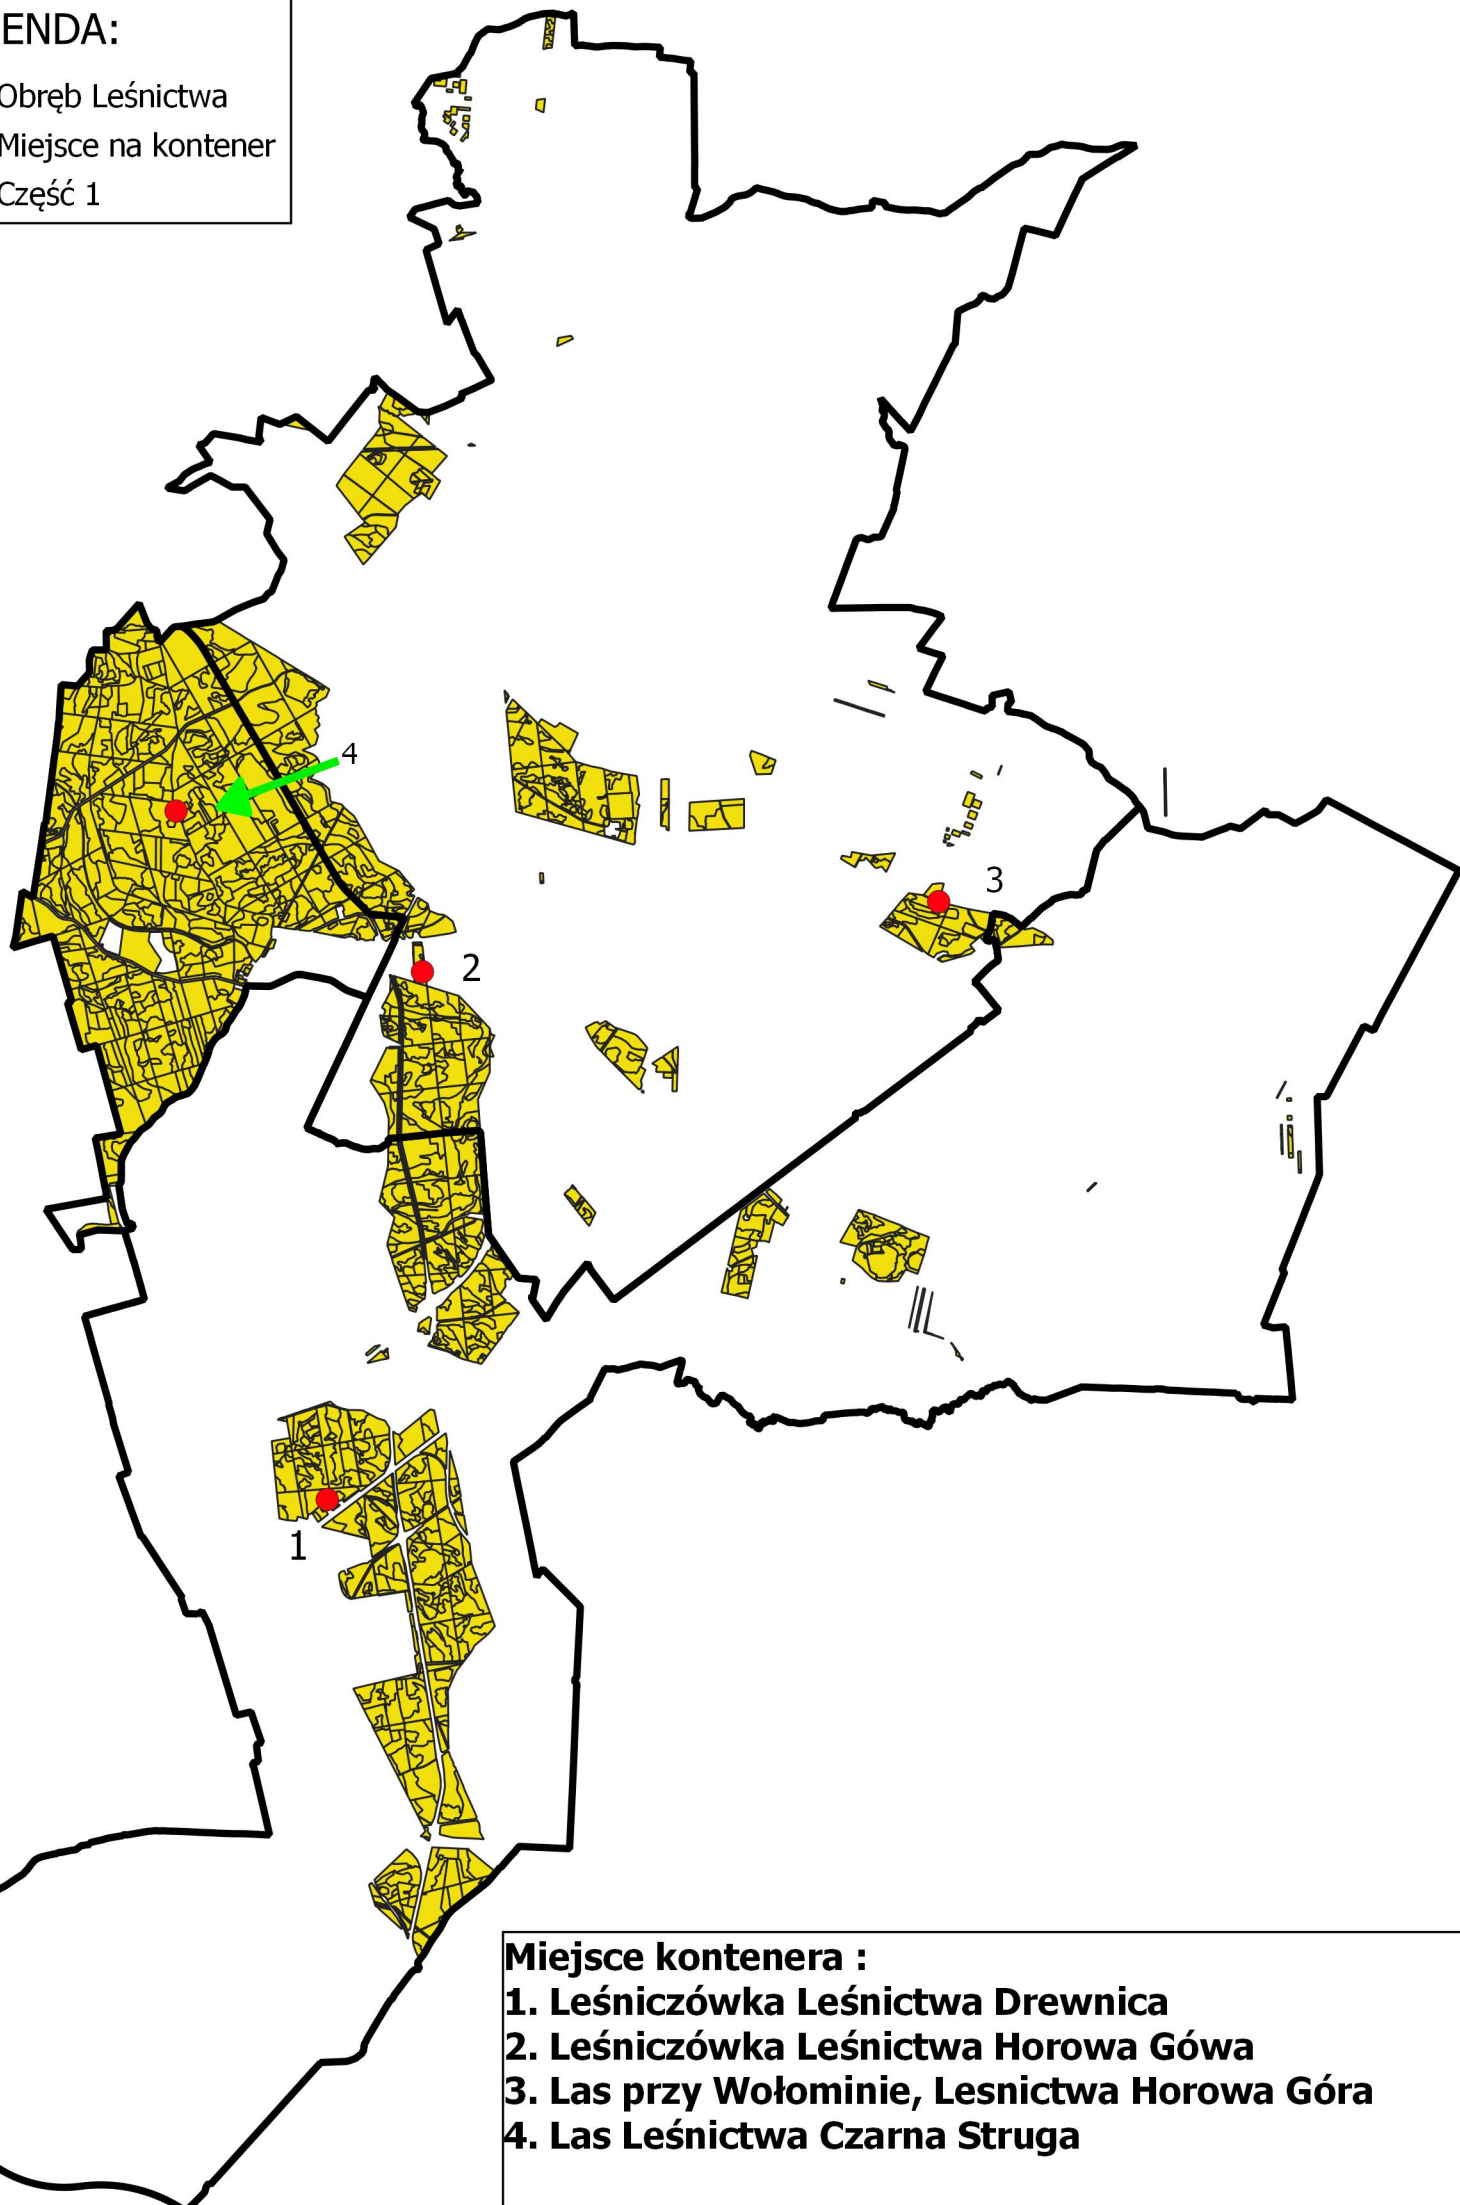 ENDA:
Obręb Leśnictwa
Miejsce na kontener
Część 1
4
3
2
1
Miejsce kontenera :
1. Leśniczówka Leśnictwa Drewnica
2. Leśniczówka Leśnictwa Horowa Gówa
3. Las przy Wołominie, Lesnictwa Horowa Góra
4. Las Leśnictwa Czarna Struga